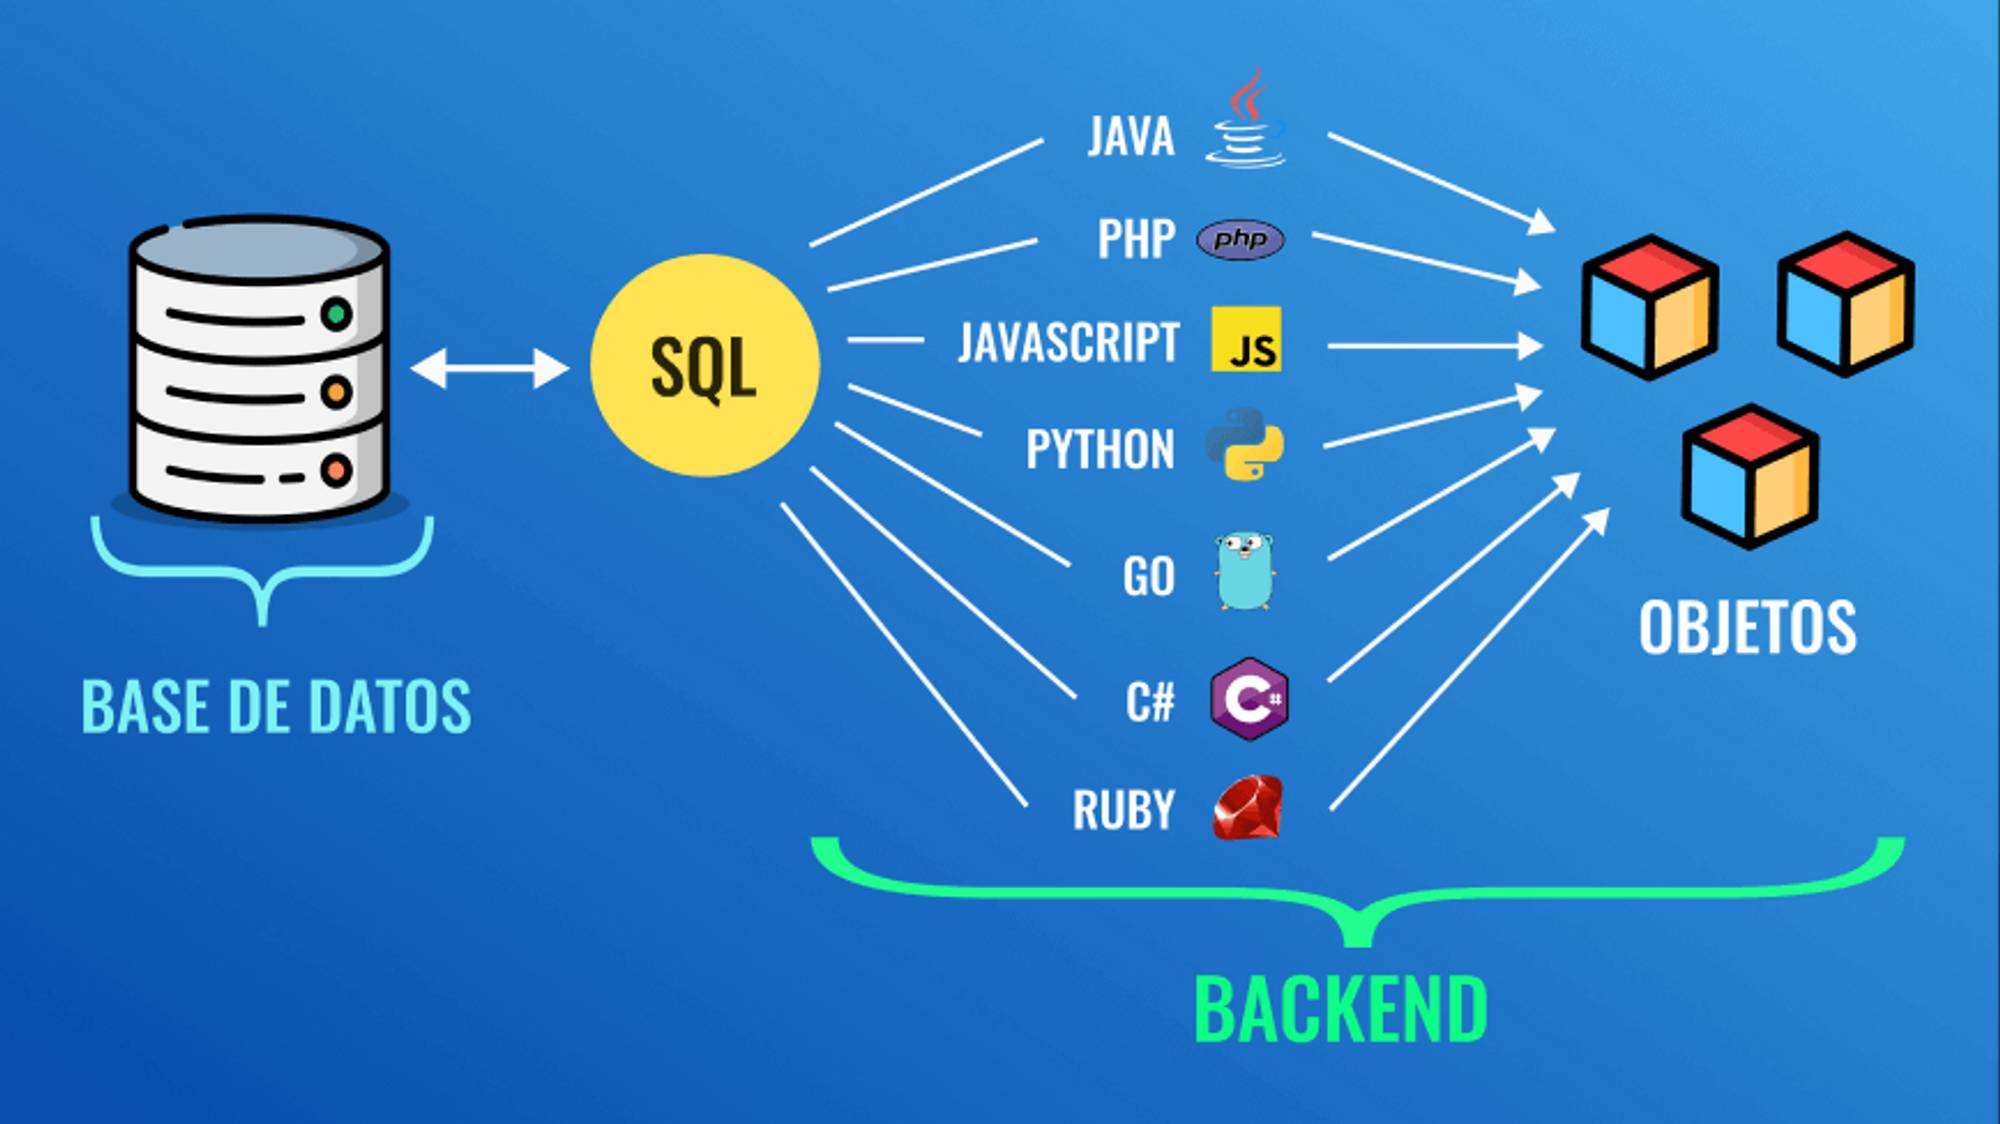 JAVA
PHP
php
JAVASCRIPT
JS
SQL
PYTHON
GO
OBJETOS
BASE DE DATOS
C#
C#
RUBY
BACKEND